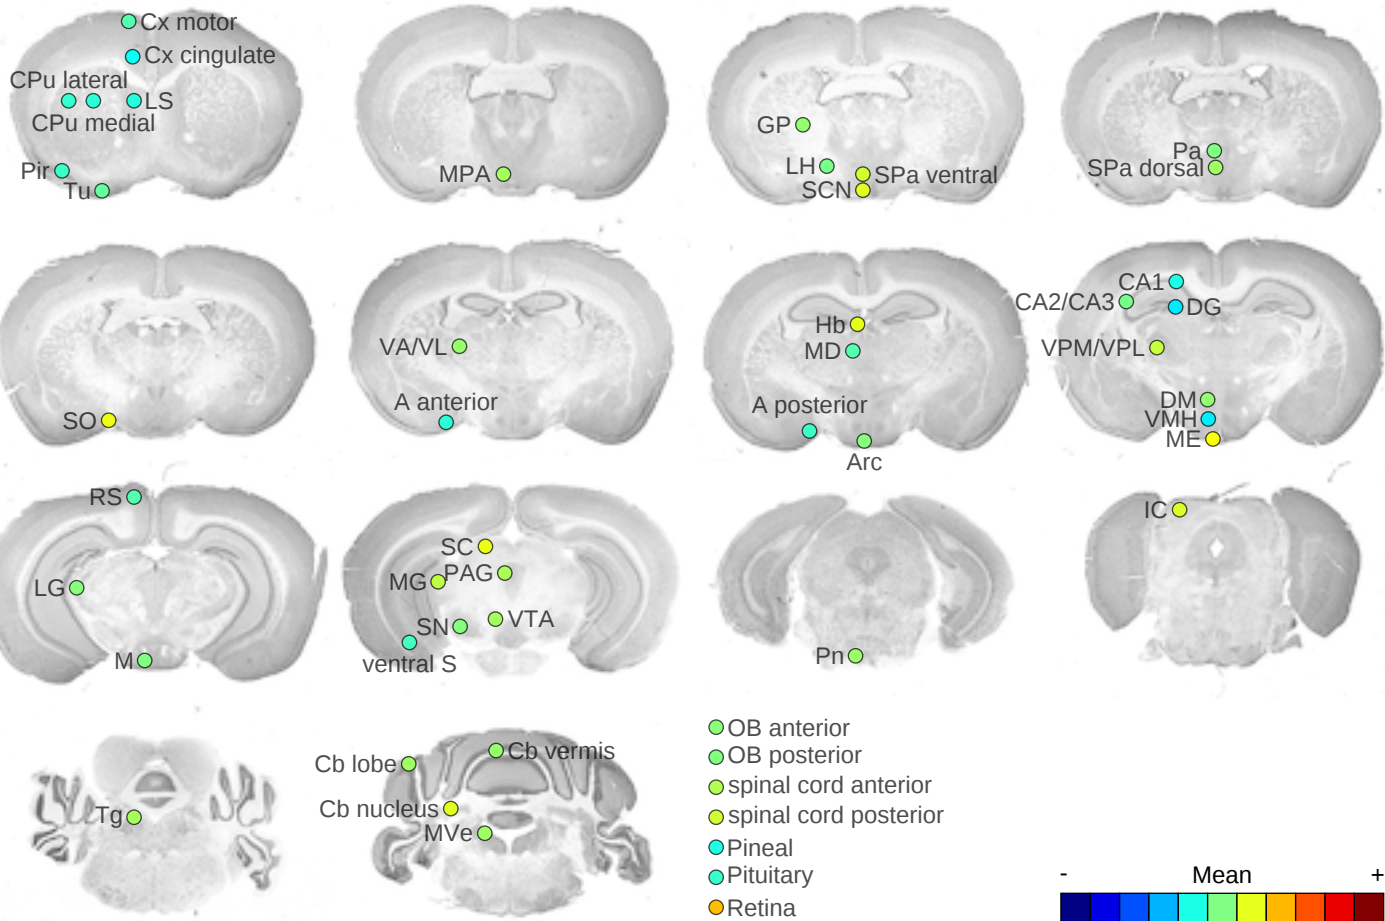 Cx motor
Cx cingulate
CPu lateral
LS
CPu medial
Pir
Tu
MPA
GP
LH
SPa ventral
SCN
Pa
SPa dorsal
SO
VA/VL
A anterior
Hb
MD
A posterior
Arc
CA1
CA2/CA3
DG
VPM/VPL
DM
VMH
ME
RS
LG
M
SC
MG
PAG
SN
VTA
ventral S
Pn
IC
Tg
Cb lobe
Cb vermis
Cb nucleus
MVe
OB anterior
OB posterior
spinal cord anterior
spinal cord posterior
Pineal
Pituitary
Retina
- Mean +